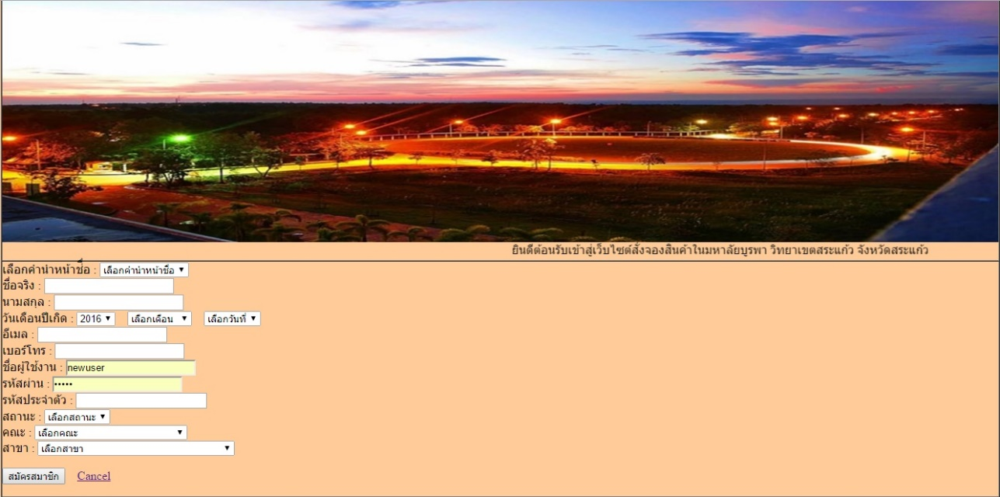 ยินดีต้อนรับเข้าสู่เว็บไซต์สั่งจองสินค้าในมหาลัยบูรพา วิทยาเขตสระแก้ว จังหวัดสระแก้ว
เลือกคำนำหน้าชื่อ : เลือกคำนำหน้าชื่อ
ชื่อจริง :
นามสกุล :
วันเดือนปีเกิด : 2016 เลือกเดือน เลือกวันที่
อีเมล :
เบอร์โทร :
ชื่อผู้ใช้งาน : newuser
รหัสผ่าน : •••••
รหัสประจำตัว :
สถานะ : เลือกสถานะ
คณะ : เลือกคณะ
สาขา : เลือกสาขา
สมัครสมาชิก Cancel